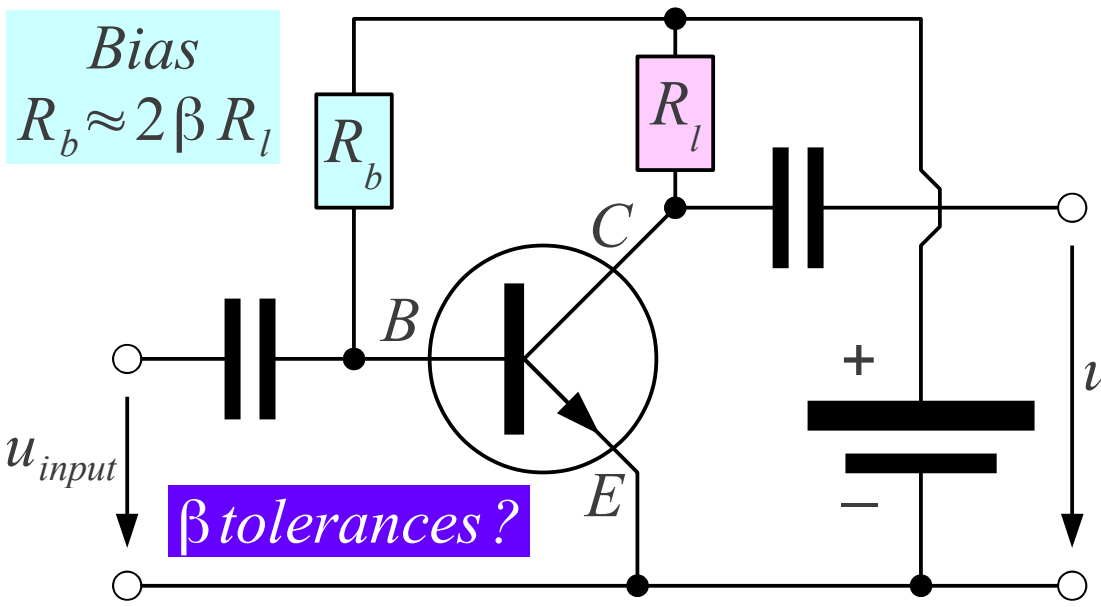 Bias
R_b ≈ 2 β R_l
R_b
R_l
C
B
E
+
−
u_input
β tolerances ?